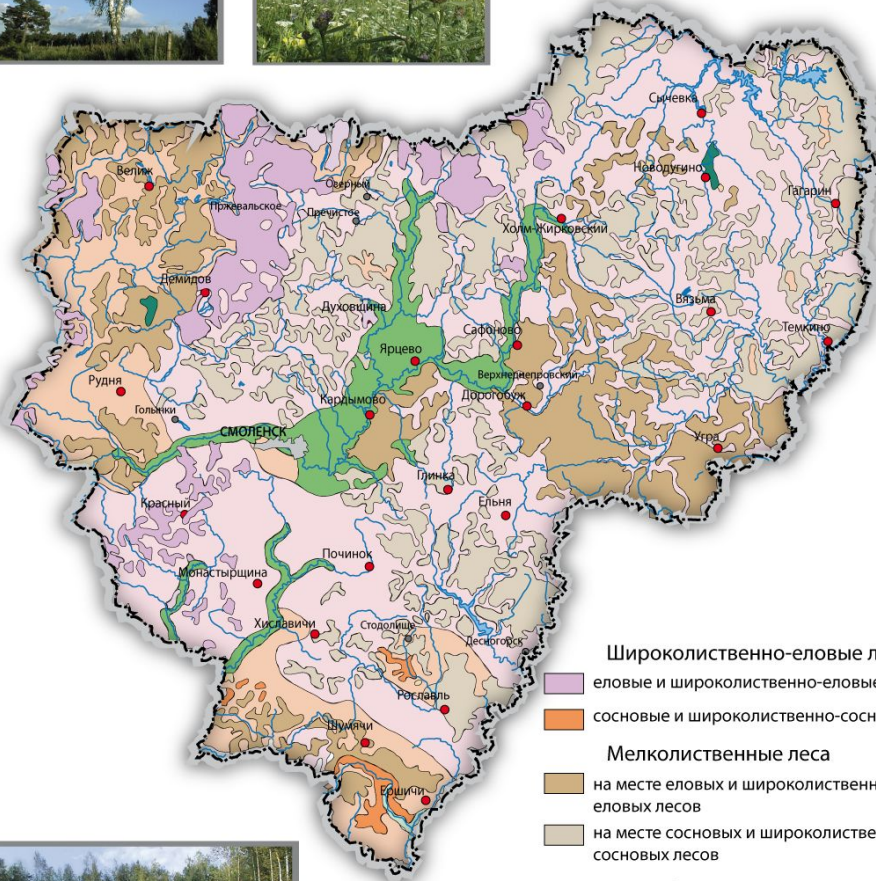 Сычевка
Велиж
Новодугино
Озерный
Гагарин
Пржевальское
Пречистое
Холм-Жирковский
Демидов
Вязьма
Духовщина
Сафоново
Темкино
Ярцево
Рудня
Верхнеднепровский
Кардымово
Дорогобуж
Голынки
СМОЛЕНСК
Угра
Глинка
Красный
Ельня
Починок
Монастырщина
Хиславичи
Стодолище
Десногорск
Рославль
Шумячи
Ершичи
Широколиственно-еловые
еловые и широколиственно-еловые
сосновые и широколиственно-сосн
Мелколиственные леса
на месте еловых и широколиственн
еловых лесов
на месте сосновых и широколистве
сосновых лесов